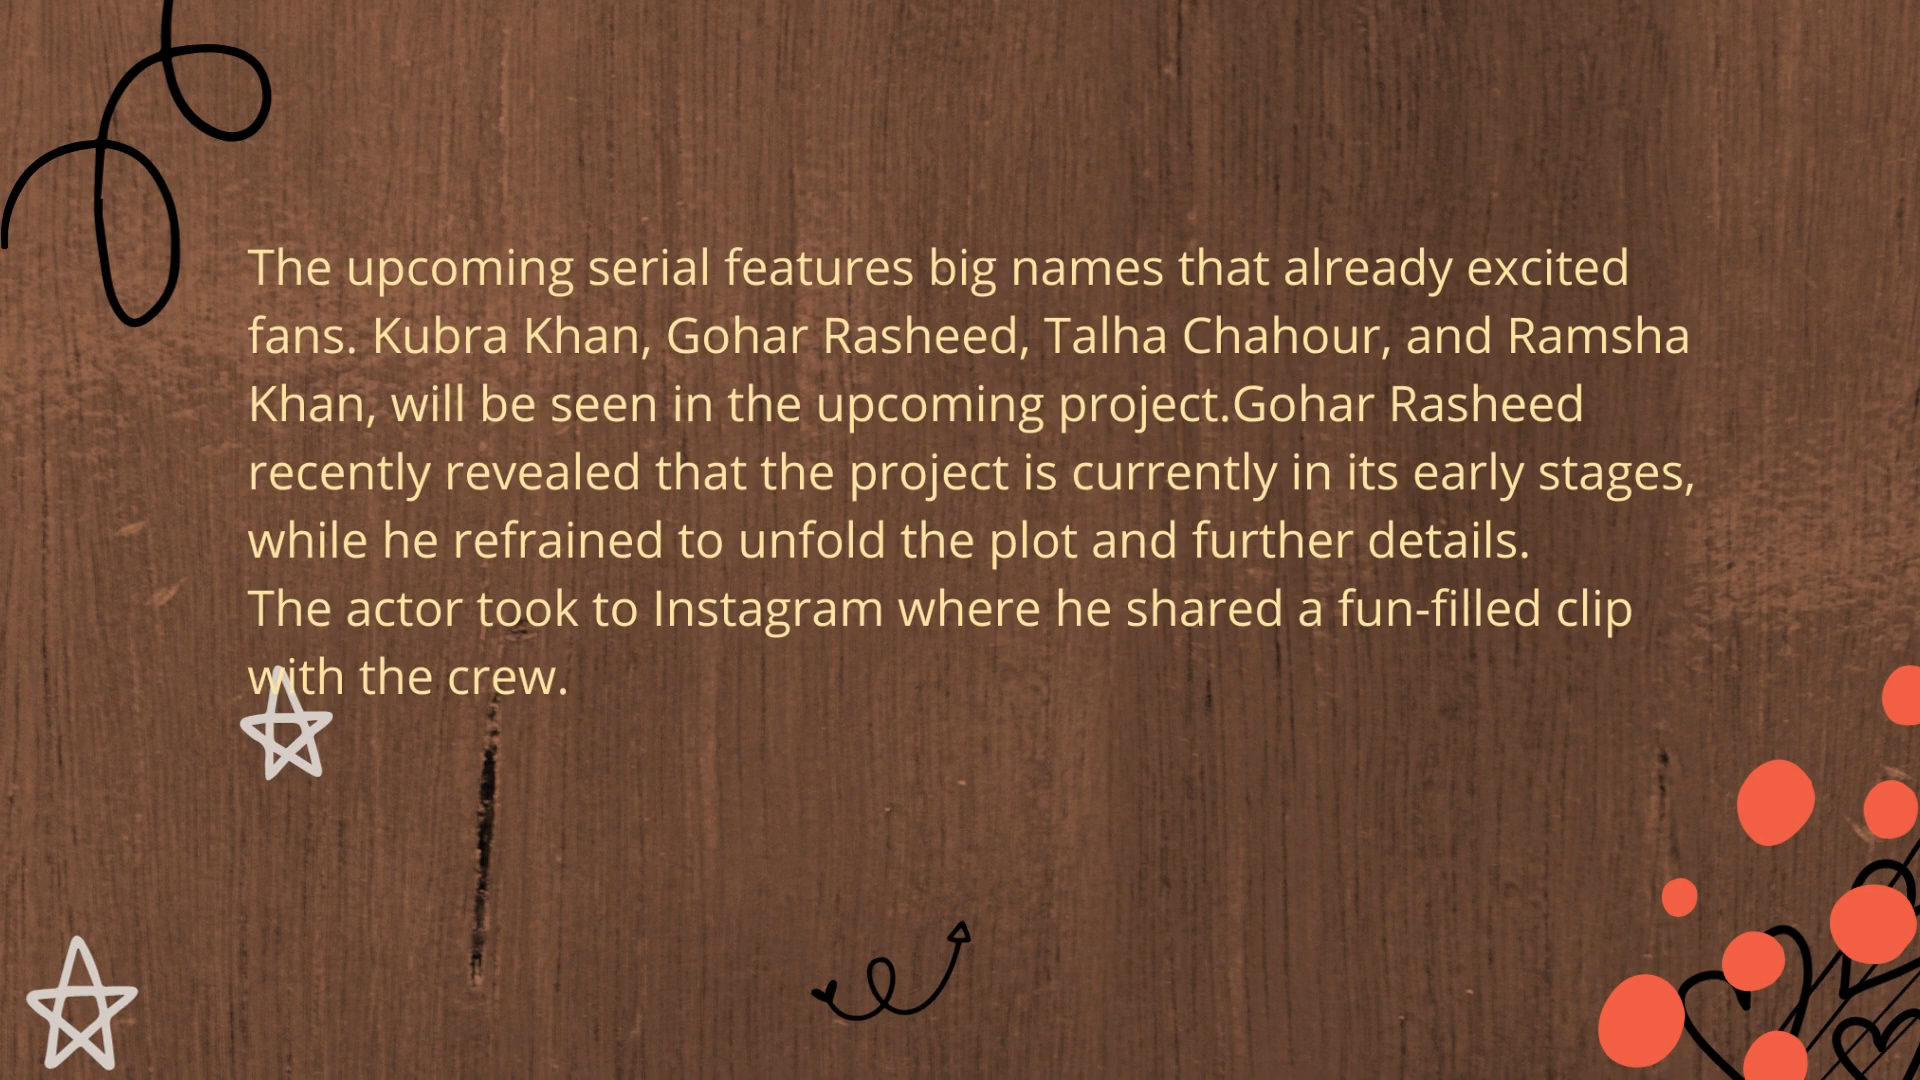 The upcoming serial features big names that already excited
fans. Kubra Khan, Gohar Rasheed, Talha Chahour, and Ramsha
Khan, will be seen in the upcoming project.Gohar Rasheed
recently revealed that the project is currently in its early stages,
while he refrained to unfold the plot and further details.
The actor took to Instagram where he shared a fun-filled clip
with the crew.